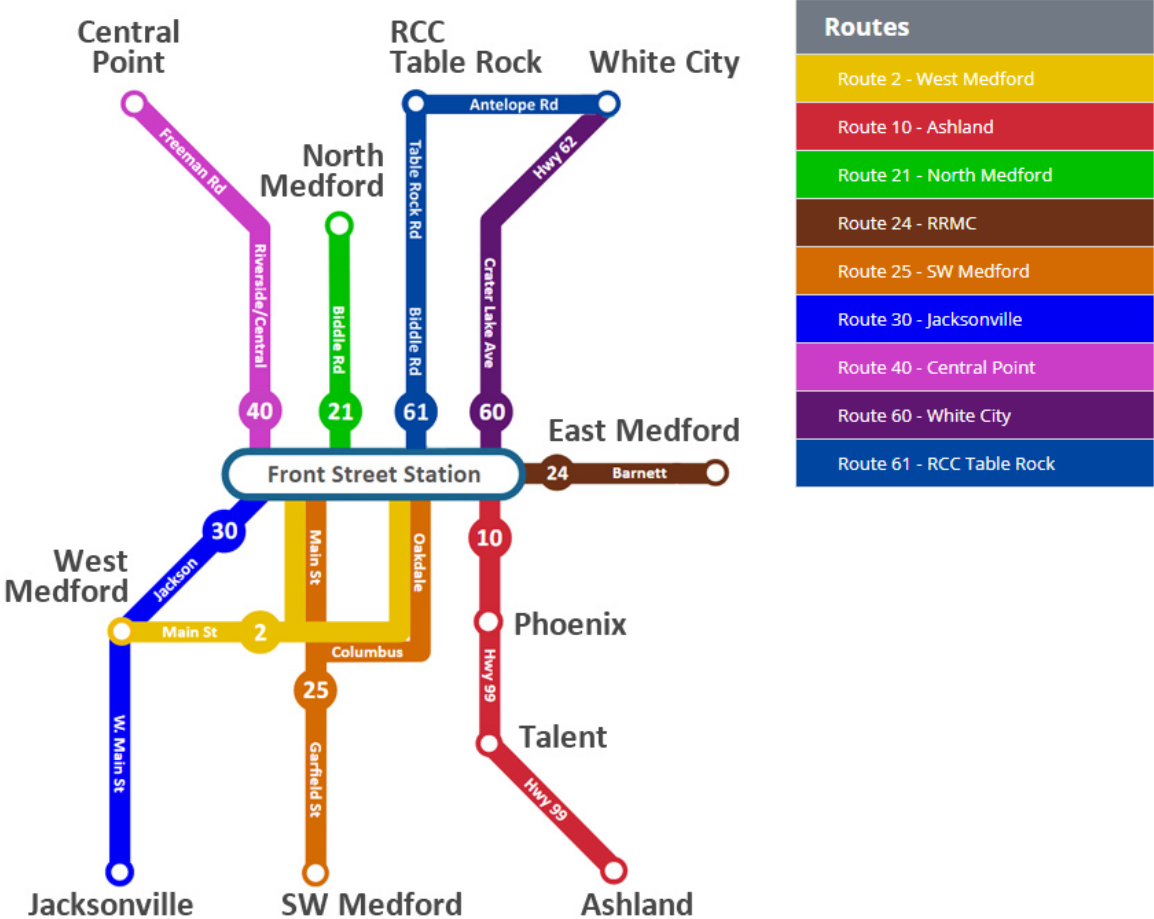 Central
Point
RCC
Table Rock
White City
Antelope Rd
Freeman Rd
Table Rock Rd
Hwy 62
North
Medford
Riverside/Central
Biddle Rd
Biddle Rd
Crater Lake Ave
40
21
61
60
East Medford
Front Street Station
24
Barnett
30
Jackson
Main St
Oakdale
10
West
Medford
Main St
2
Columbus
Phoenix
25
Hwy 99
W. Main St
Garfield St
Talent
Hwy 99
Jacksonville
SW Medford
Ashland
Routes
Route 2 - West Medford
Route 10 - Ashland
Route 21 - North Medford
Route 24 - RRMC
Route 25 - SW Medford
Route 30 - Jacksonville
Route 40 - Central Point
Route 60 - White City
Route 61 - RCC Table Rock